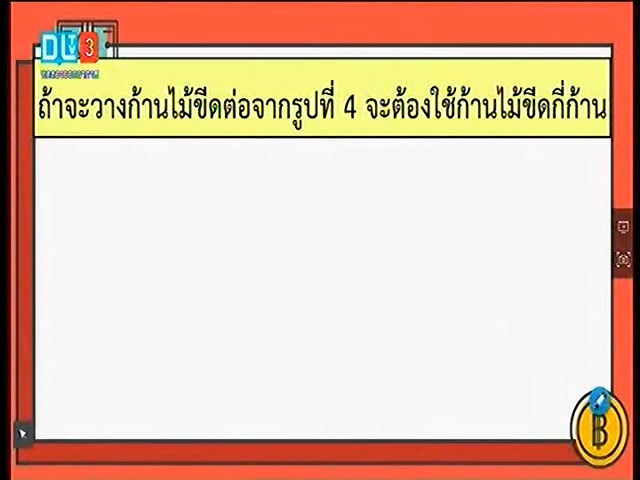 DLTV 3
ถ้าจะวางก้านไม้ขีดต่อจากรูปที่ 4 จะต้องใช้ก้านไม้ขีดกี่ก้าน
฿